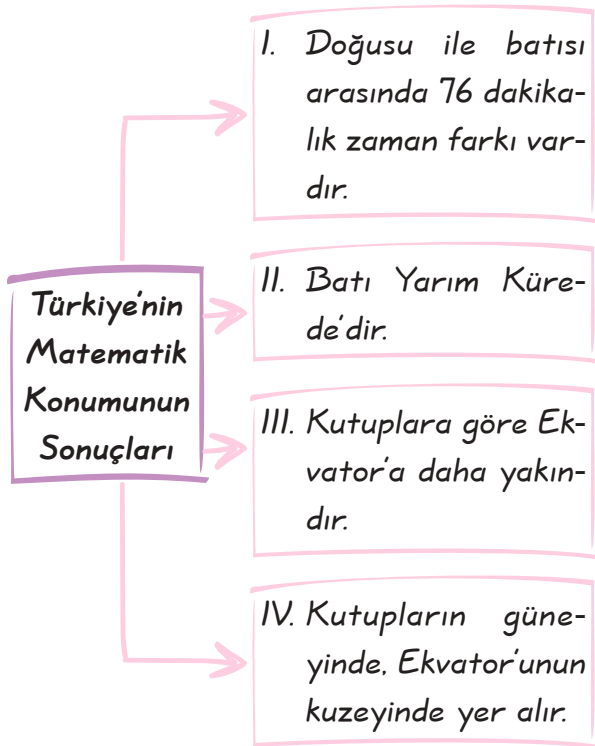 I. Doğusu ile batısı
arasında 76 dakika-
lık zaman farkı var-
dır.
II. Batı Yarım Küre-
de'dir.
Türkiye'nin
Matematik
Konumunun
Sonuçları
III. Kutuplara göre Ek-
vator'a daha yakın-
dır.
IV. Kutupların güne-
yinde, Ekvator'unun
kuzeyinde yer alır.